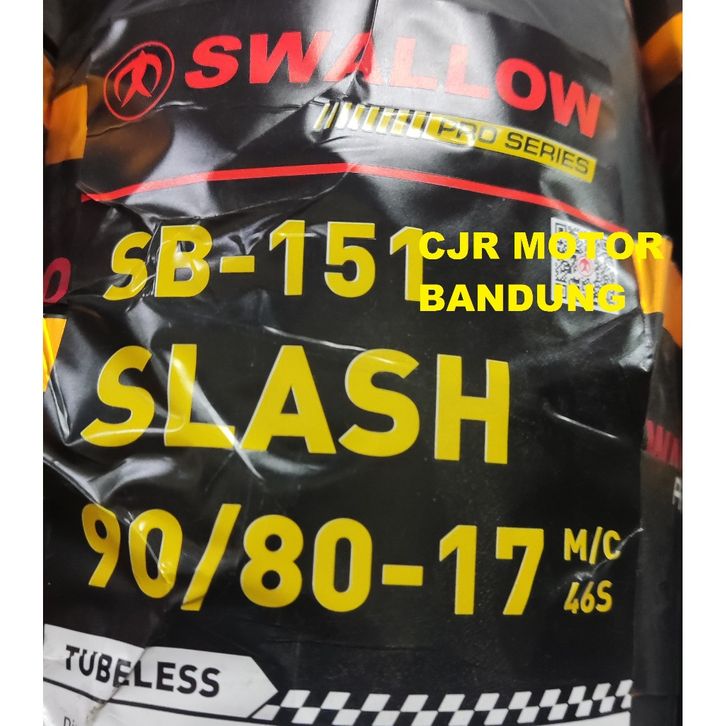 SWALLOW
PRO SERIES
SB-151
CJR MOTOR
BANDUNG
SLASH
90/80-17 M/C
46S
TUBELESS